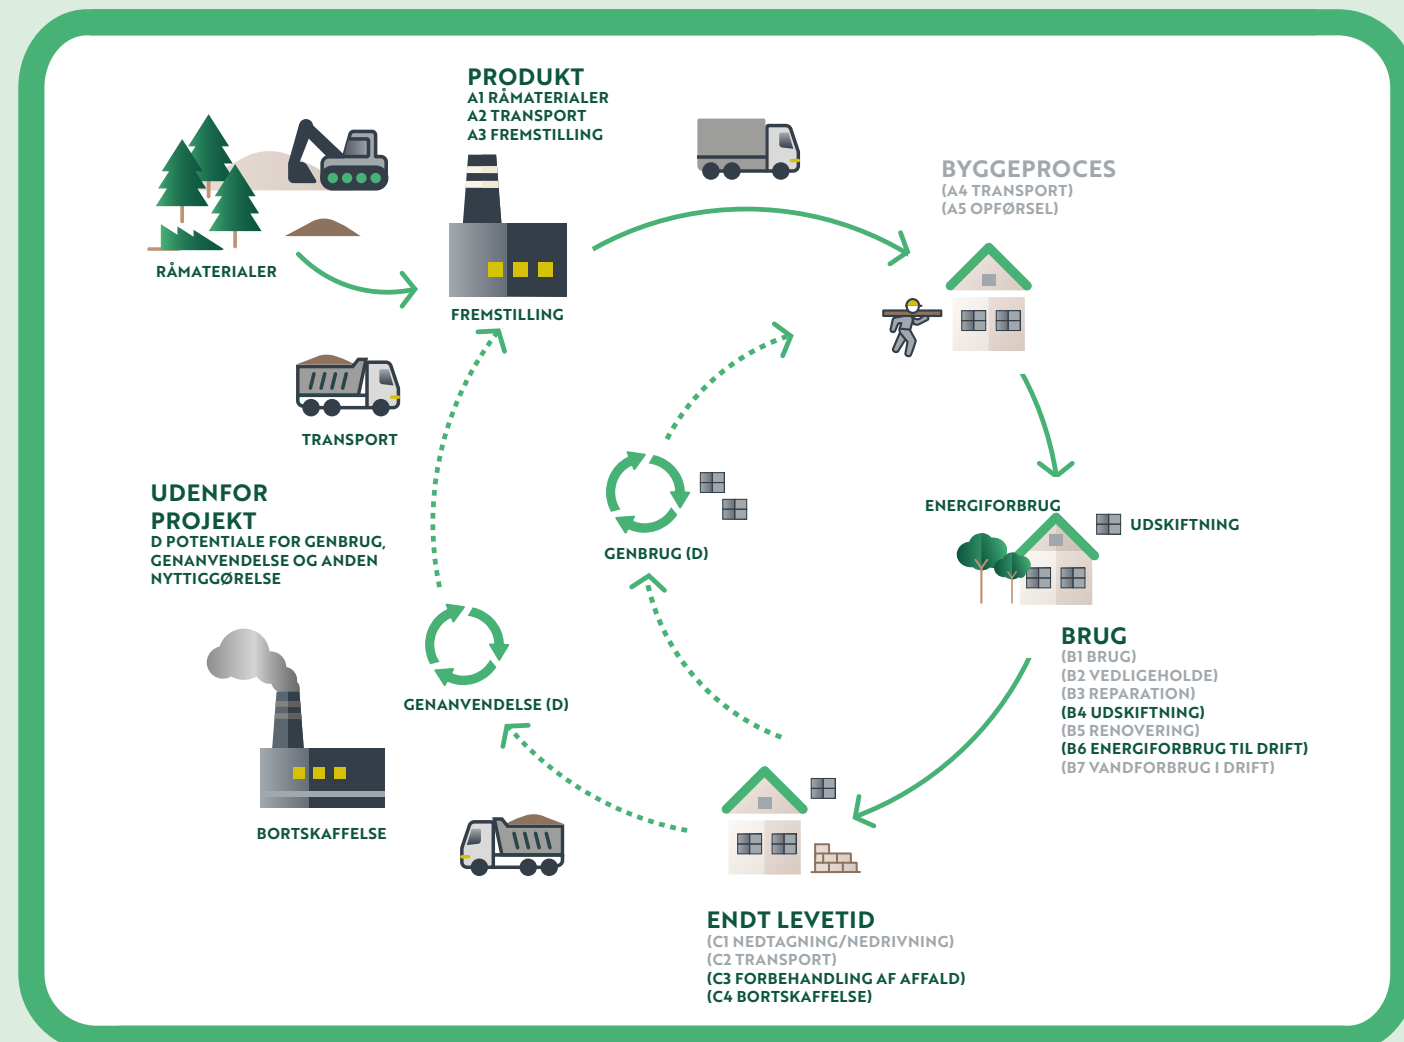 PRODUKT
A1 RÅMATERIALER
A2 TRANSPORT
A3 FREMSTILLING
BYGGEPROCES
(A4 TRANSPORT)
(A5 OPFØRSEL)
RÅMATERIALER
FREMSTILLING
TRANSPORT
UDENFOR
PROJEKT
D POTENTIALE FOR GENBRUG,
GENANVENDELSE OG ANDEN
NYTTIGGØRELSE
ENERGIFORBRUG
UDSKIFTNING
GENBRUG (D)
BRUG
(B1 BRUG)
(B2 VEDLIGEHOLDE)
(B3 REPARATION)
(B4 UDSKIFTNING)
(B5 RENOVERING)
(B6 ENERGIFORBRUG TIL DRIFT)
(B7 VANDFORBRUG I DRIFT)
GENANVENDELSE (D)
BORTSKAFFELSE
ENDT LEVETID
(C1 NEDTAGNING/NEDRIVNING)
(C2 TRANSPORT)
(C3 FORBEHANDLING AF AFFALD)
(C4 BORTSKAFFELSE)